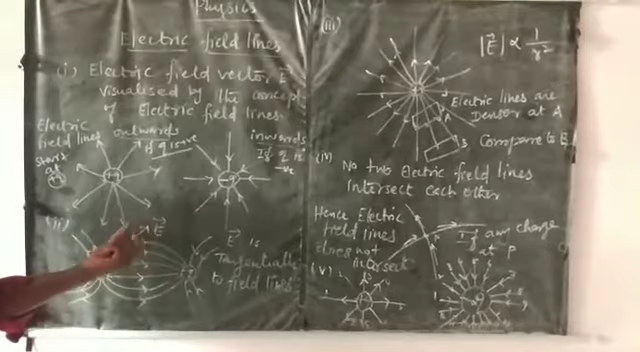 Physics
Electric field lines
(i) Electric field vector E
visualised by the concept
of Electric field lines
Electric
field lines
starts
at
outwards
if q is +ve
inwards
If q is
-ve
+q
-q
(ii)
E
E is
Tangentially
to field lines
(iii)
|E| ∝ 1/r²
Electric lines are
Denser at A
Compare to B
A
B
(iv)
No two Electric field lines
Intersect each other
Hence Electric
field lines
does not
intersect
If any charge
at P
(v)